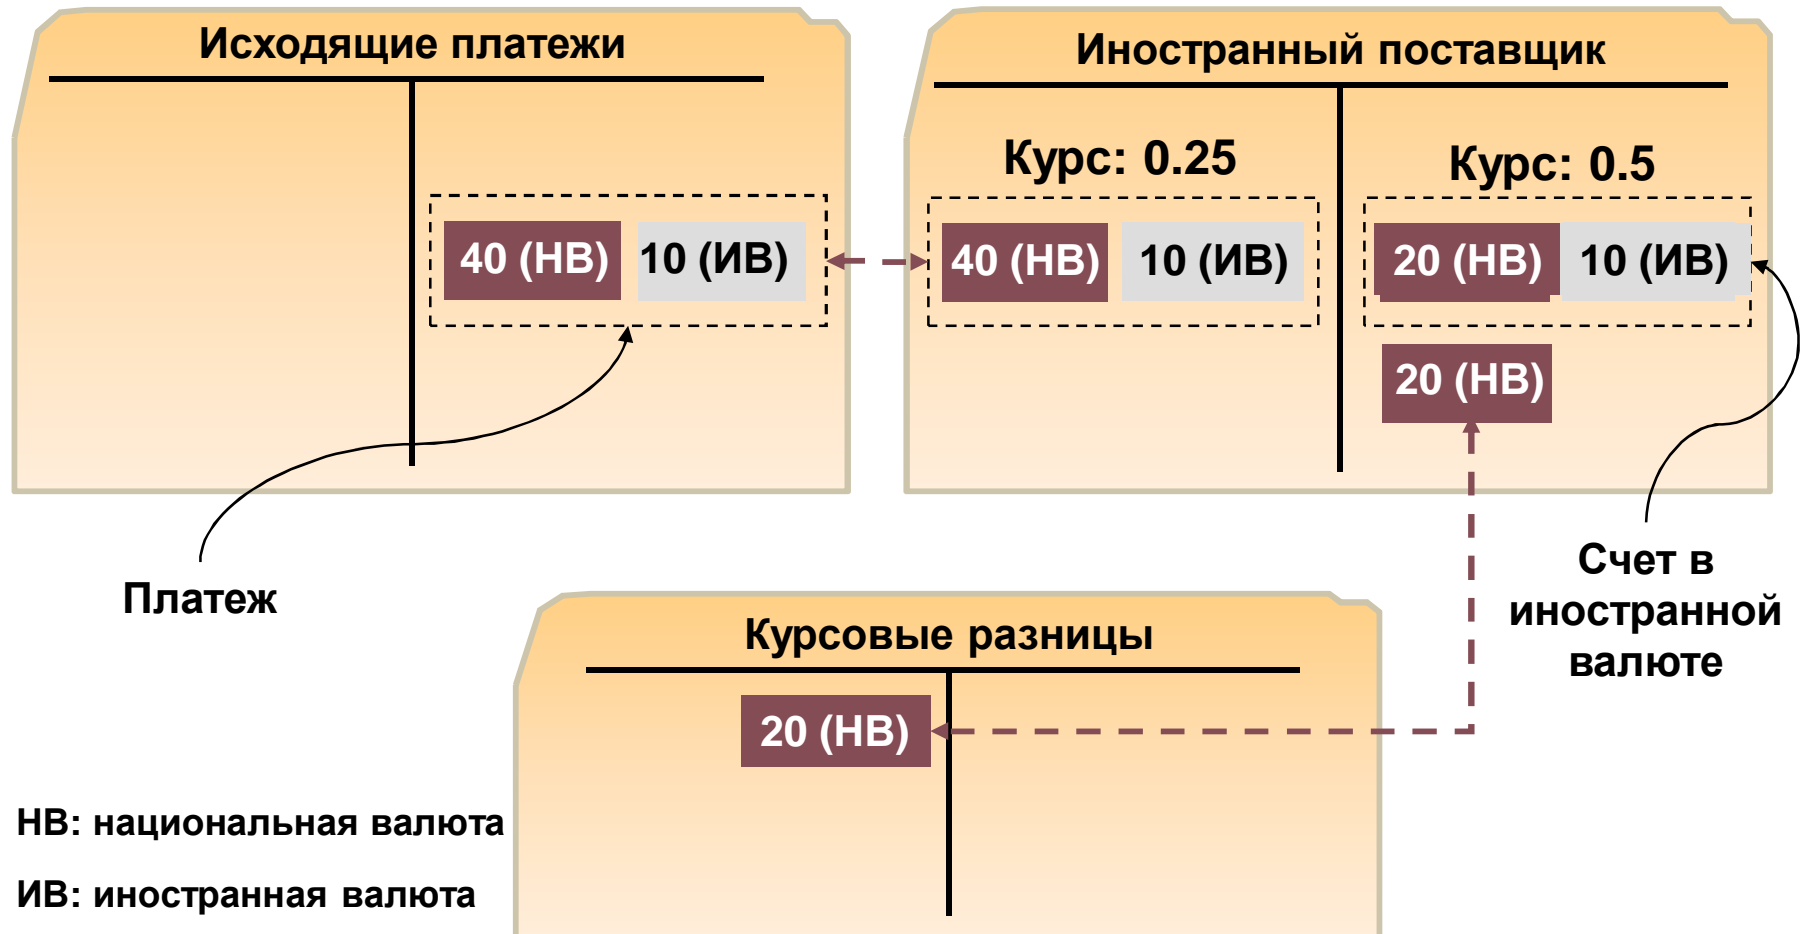 Исходящие платежи
40 (НВ) 10 (ИВ)
Платеж
Иностранный поставщик
Курс: 0.25
40 (НВ) 10 (ИВ)
Курс: 0.5
20 (НВ) 10 (ИВ)
20 (НВ)
Счет в
иностранной
валюте
Курсовые разницы
20 (НВ)
НВ: национальная валюта
ИВ: иностранная валюта